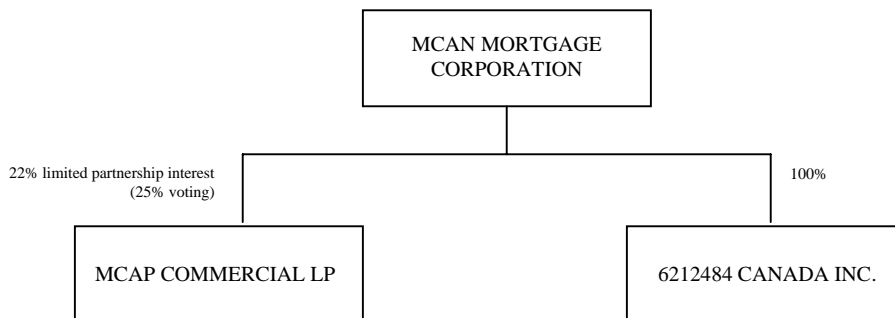 MCAN MORTGAGE
CORPORATION
22% limited partnership interest
(25% voting)
100%
MCAP COMMERCIAL LP
6212484 CANADA INC.